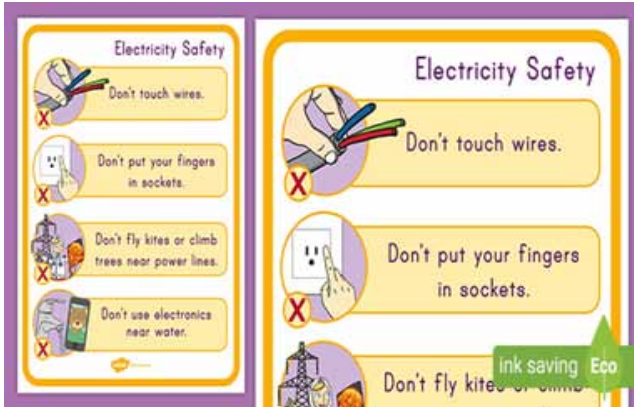 Electricity Safety
Don't touch wires.
Don't put your fingers
in sockets.
Don't fly kites or climb
trees near power lines.
Don't use electronics
near water.
Electricity Safety
Don't touch wires.
Don't put your fingers
in sockets.
Don't fly kites or climb
ink saving Eco